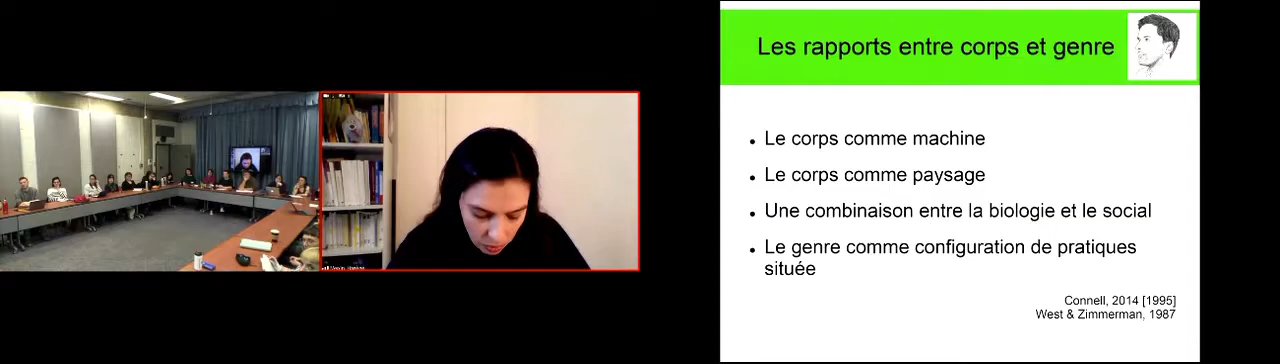 Les rapports entre corps et genre
• Le corps comme machine
• Le corps comme paysage
• Une combinaison entre la biologie et le social
• Le genre comme configuration de pratiques
située
Connell, 2014 [1995]
West & Zimmerman, 1987